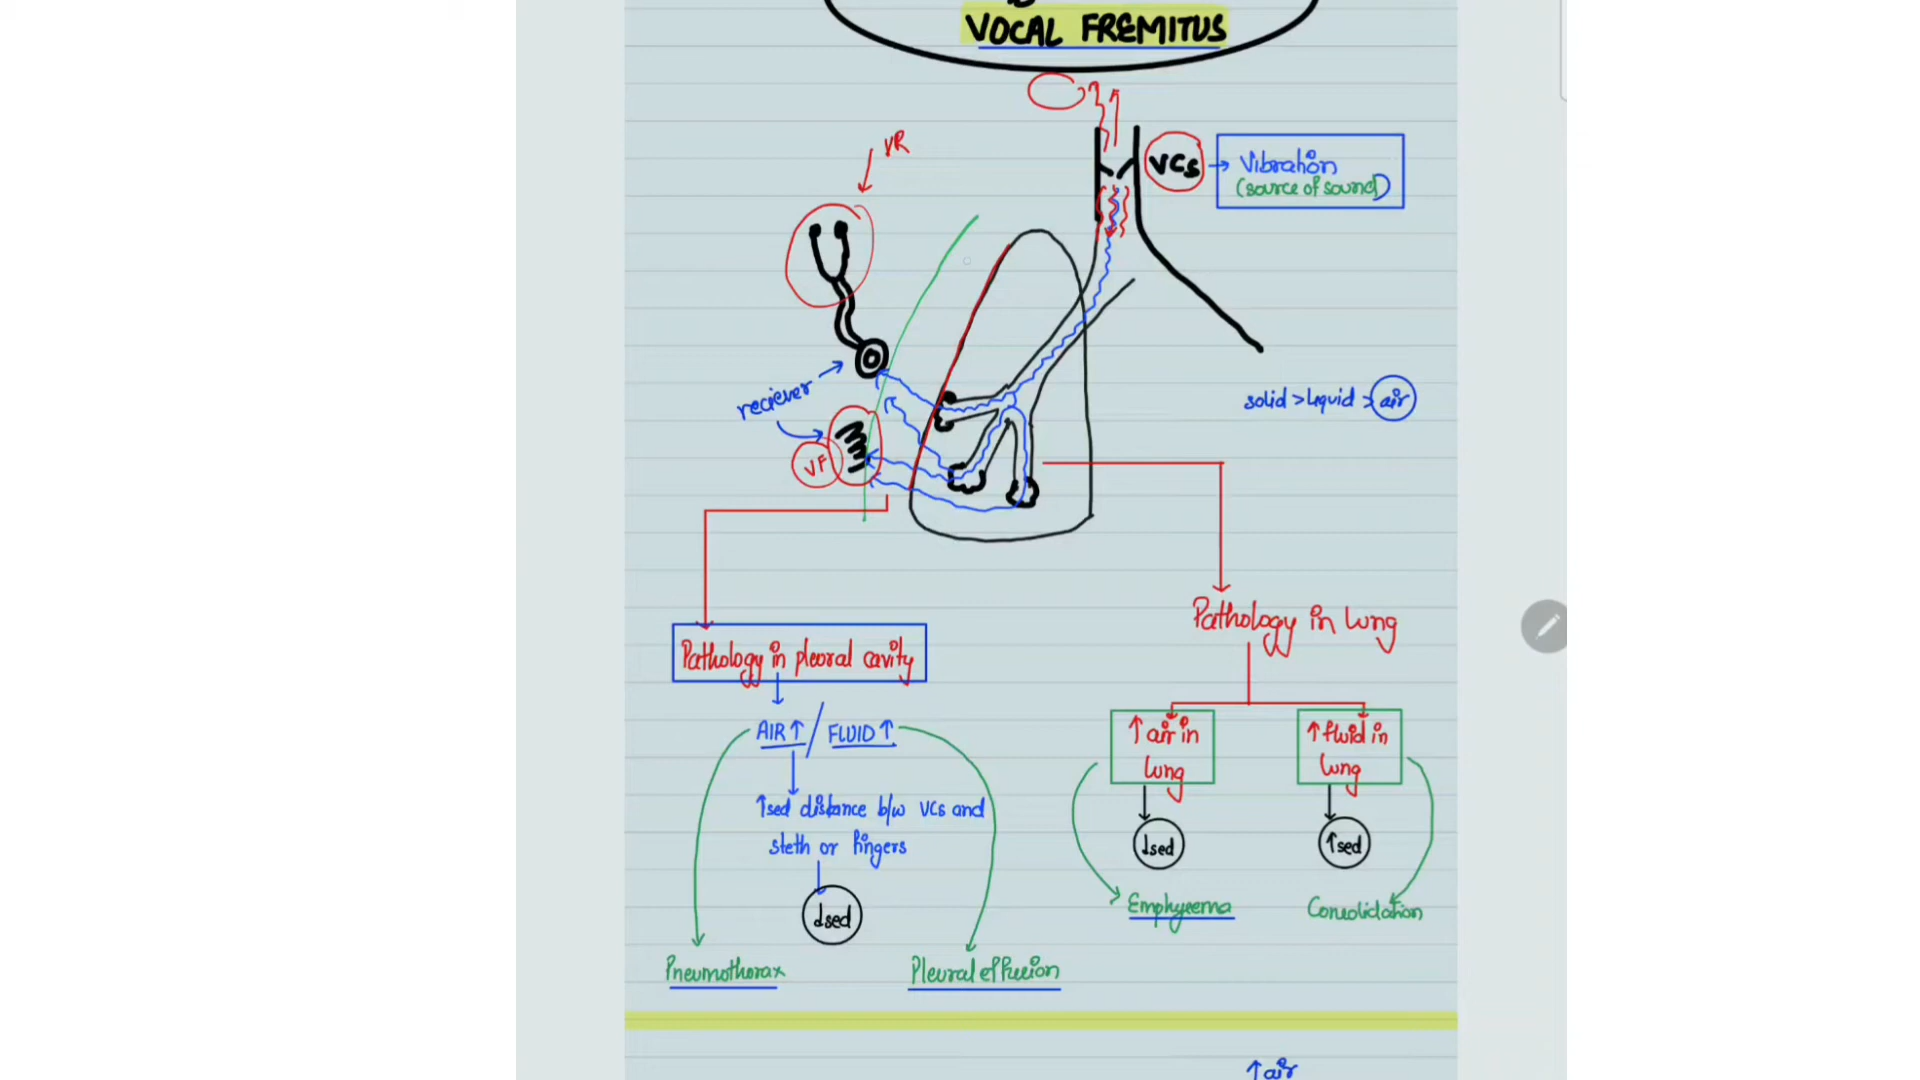 VOCAL FREMITUS
VR
VCs
Vibration
(source of sound)
reciever
VF
solid > liquid > air
Pathology in lung
Pathology in pleural cavity
AIR ↑ / FLUID ↑
↑ air in
lung
↑ fluid in
lung
↑sed distance b/w VCs and
steth or fingers
↓sed
↑sed
↓sed
Emphysema
Consolidation
Pneumothorax
Pleural effusion
↑ air